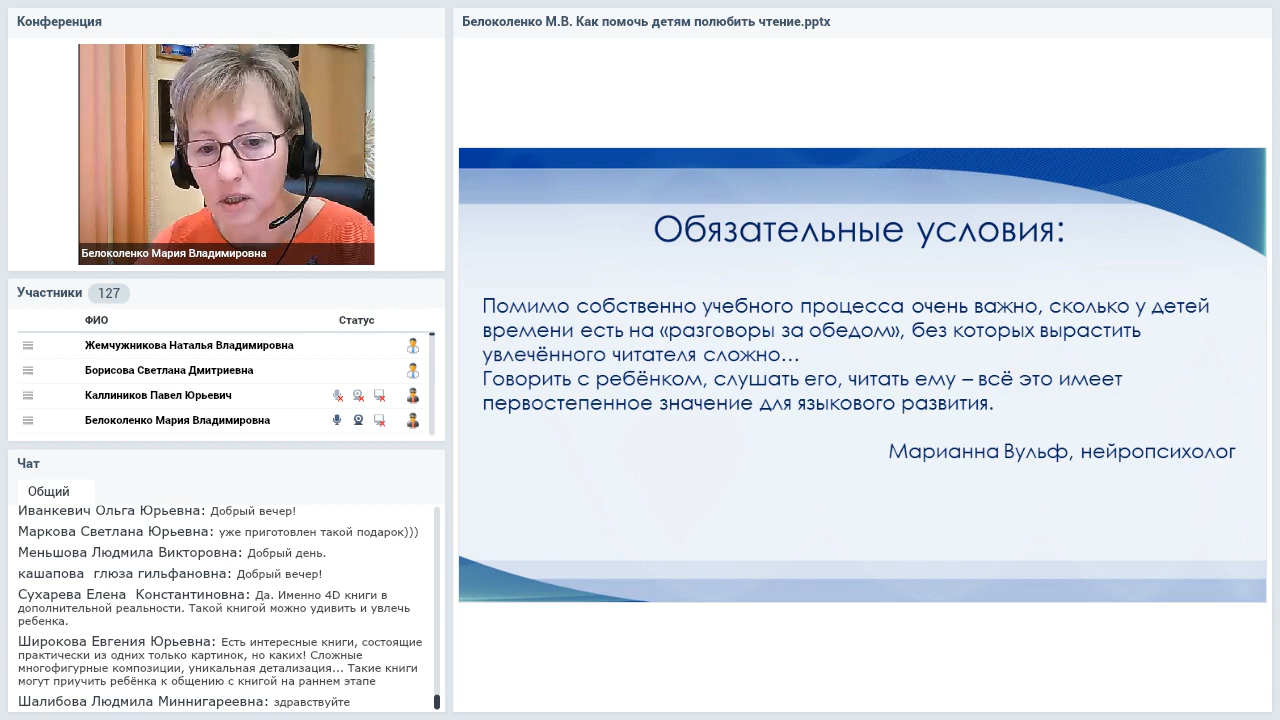 Конференция
Белоколенко Мария Владимировна
Участники 127
ФИО Статус
Жемчужникова Наталья Владимировна
Борисова Светлана Дмитриевна
Каллиников Павел Юрьевич
Белоколенко Мария Владимировна
Чат
Общий
Иванкевич Ольга Юрьевна: Добрый вечер!
Маркова Светлана Юрьевна: уже приготовлен такой подарок)))
Меньшова Людмила Викторовна: Добрый день.
кашапова глюза гильфановна: Добрый вечер!
Сухарева Елена Константиновна: Да. Именно 4D книги в
дополнительной реальности. Такой книгой можно удивить и увлечь
ребенка.
Широкова Евгения Юрьевна: Есть интересные книги, состоящие
практически из одних только картинок, но каких! Сложные
многофигурные композиции, уникальная детализация... Такие книги
могут приучить ребёнка к общению с книгой на раннем этапе
Шалибова Людмила Миннигареевна: здравствуйте
Белоколенко М.В. Как помочь детям полюбить чтение.pptx
Обязательные условия:
Помимо собственно учебного процесса очень важно, сколько у детей
времени есть на «разговоры за обедом», без которых вырастить
увлечённого читателя сложно...
Говорить с ребёнком, слушать его, читать ему – всё это имеет
первостепенное значение для языкового развития.
Марианна Вульф, нейропсихолог